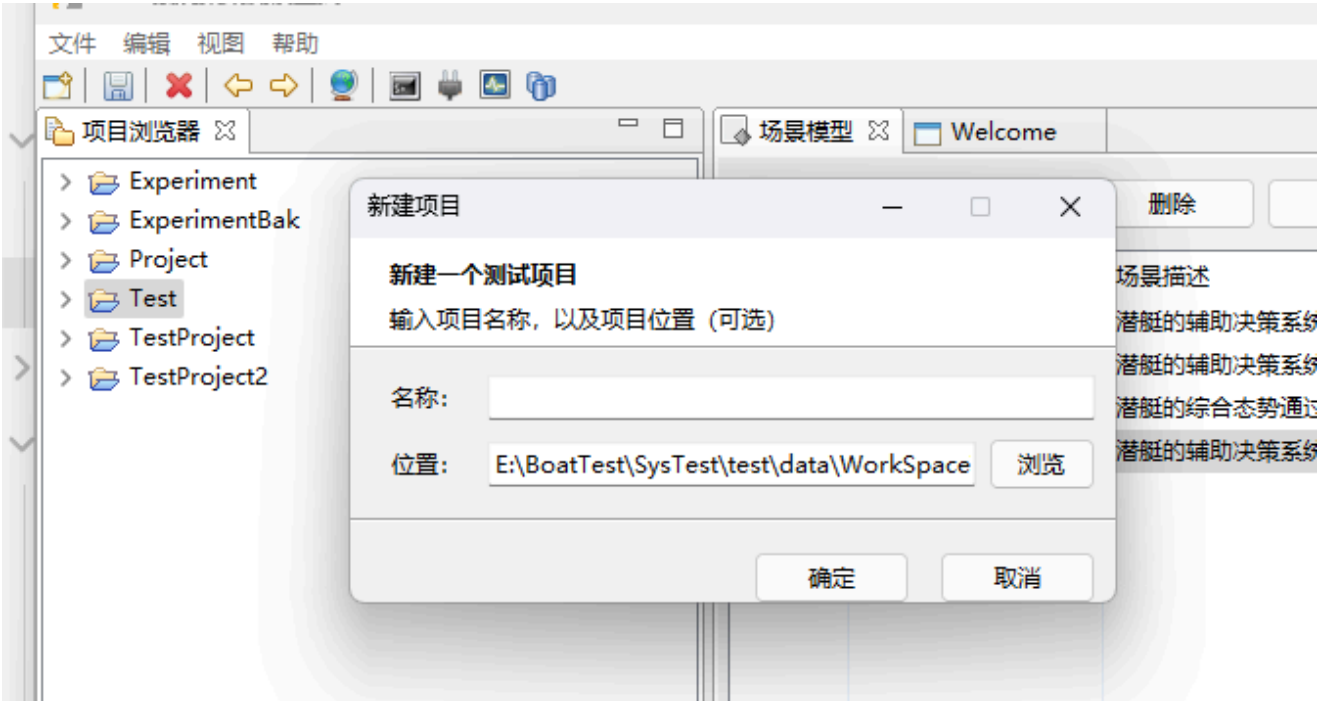 文件 编辑 视图 帮助
项目浏览器
Experiment
ExperimentBak
Project
Test
TestProject
TestProject2
场景模型 Welcome
删除
场景描述
潜艇的辅助决策系统
潜艇的辅助决策系统
潜艇的综合态势通过
潜艇的辅助决策系统
新建项目
新建一个测试项目
输入项目名称，以及项目位置（可选）
名称：
位置： E:\BoatTest\SysTest\test\data\WorkSpace 浏览
确定 取消